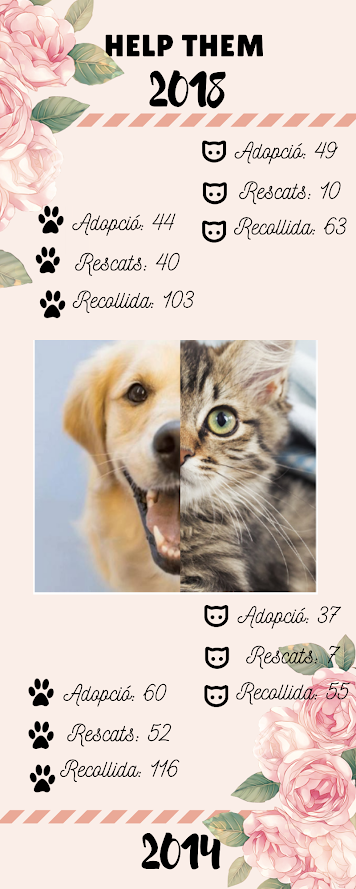 HELP THEM
2018
Adopció: 49
Rescats: 10
Recollida: 63
Adopció: 44
Rescats: 40
Recollida: 103
Adopció: 37
Rescats: 7
Recollida: 55
Adopció: 60
Rescats: 52
Recollida: 116
2014